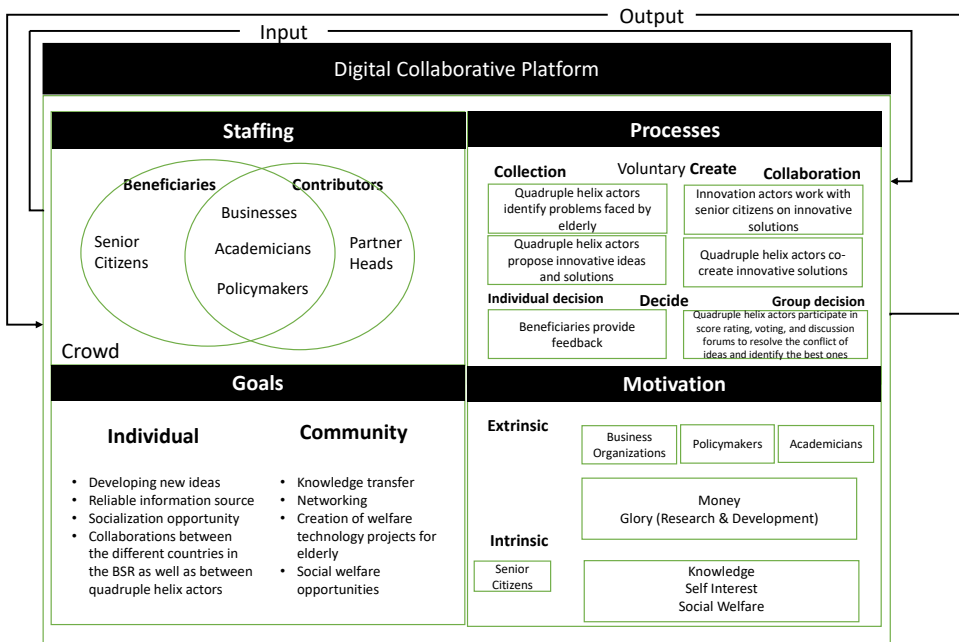 Output
Input
Digital Collaborative Platform
Staffing
Beneficiaries
Contributors
Businesses
Senior
Citizens
Academicians
Partner
Heads
Policymakers
Crowd
Processes
Collection
Voluntary Create
Collaboration
Quadruple helix actors
identify problems faced by
elderly
Innovation actors work with
senior citizens on innovative
solutions
Quadruple helix actors
propose innovative ideas
and solutions
Quadruple helix actors co-
create innovative solutions
Individual decision
Decide
Group decision
Beneficiaries provide
feedback
Quadruple helix actors participate in
score rating, voting, and discussion
forums to resolve the conflict of
ideas and identify the best ones
Goals
Individual
• Developing new ideas
• Reliable information source
• Socialization opportunity
• Collaborations between
the different countries in
the BSR as well as between
quadruple helix actors
Community
• Knowledge transfer
• Networking
• Creation of welfare
technology projects for
elderly
• Social welfare
opportunities
Motivation
Extrinsic
Business
Organizations
Policymakers
Academicians
Money
Glory (Research & Development)
Intrinsic
Senior
Citizens
Knowledge
Self Interest
Social Welfare